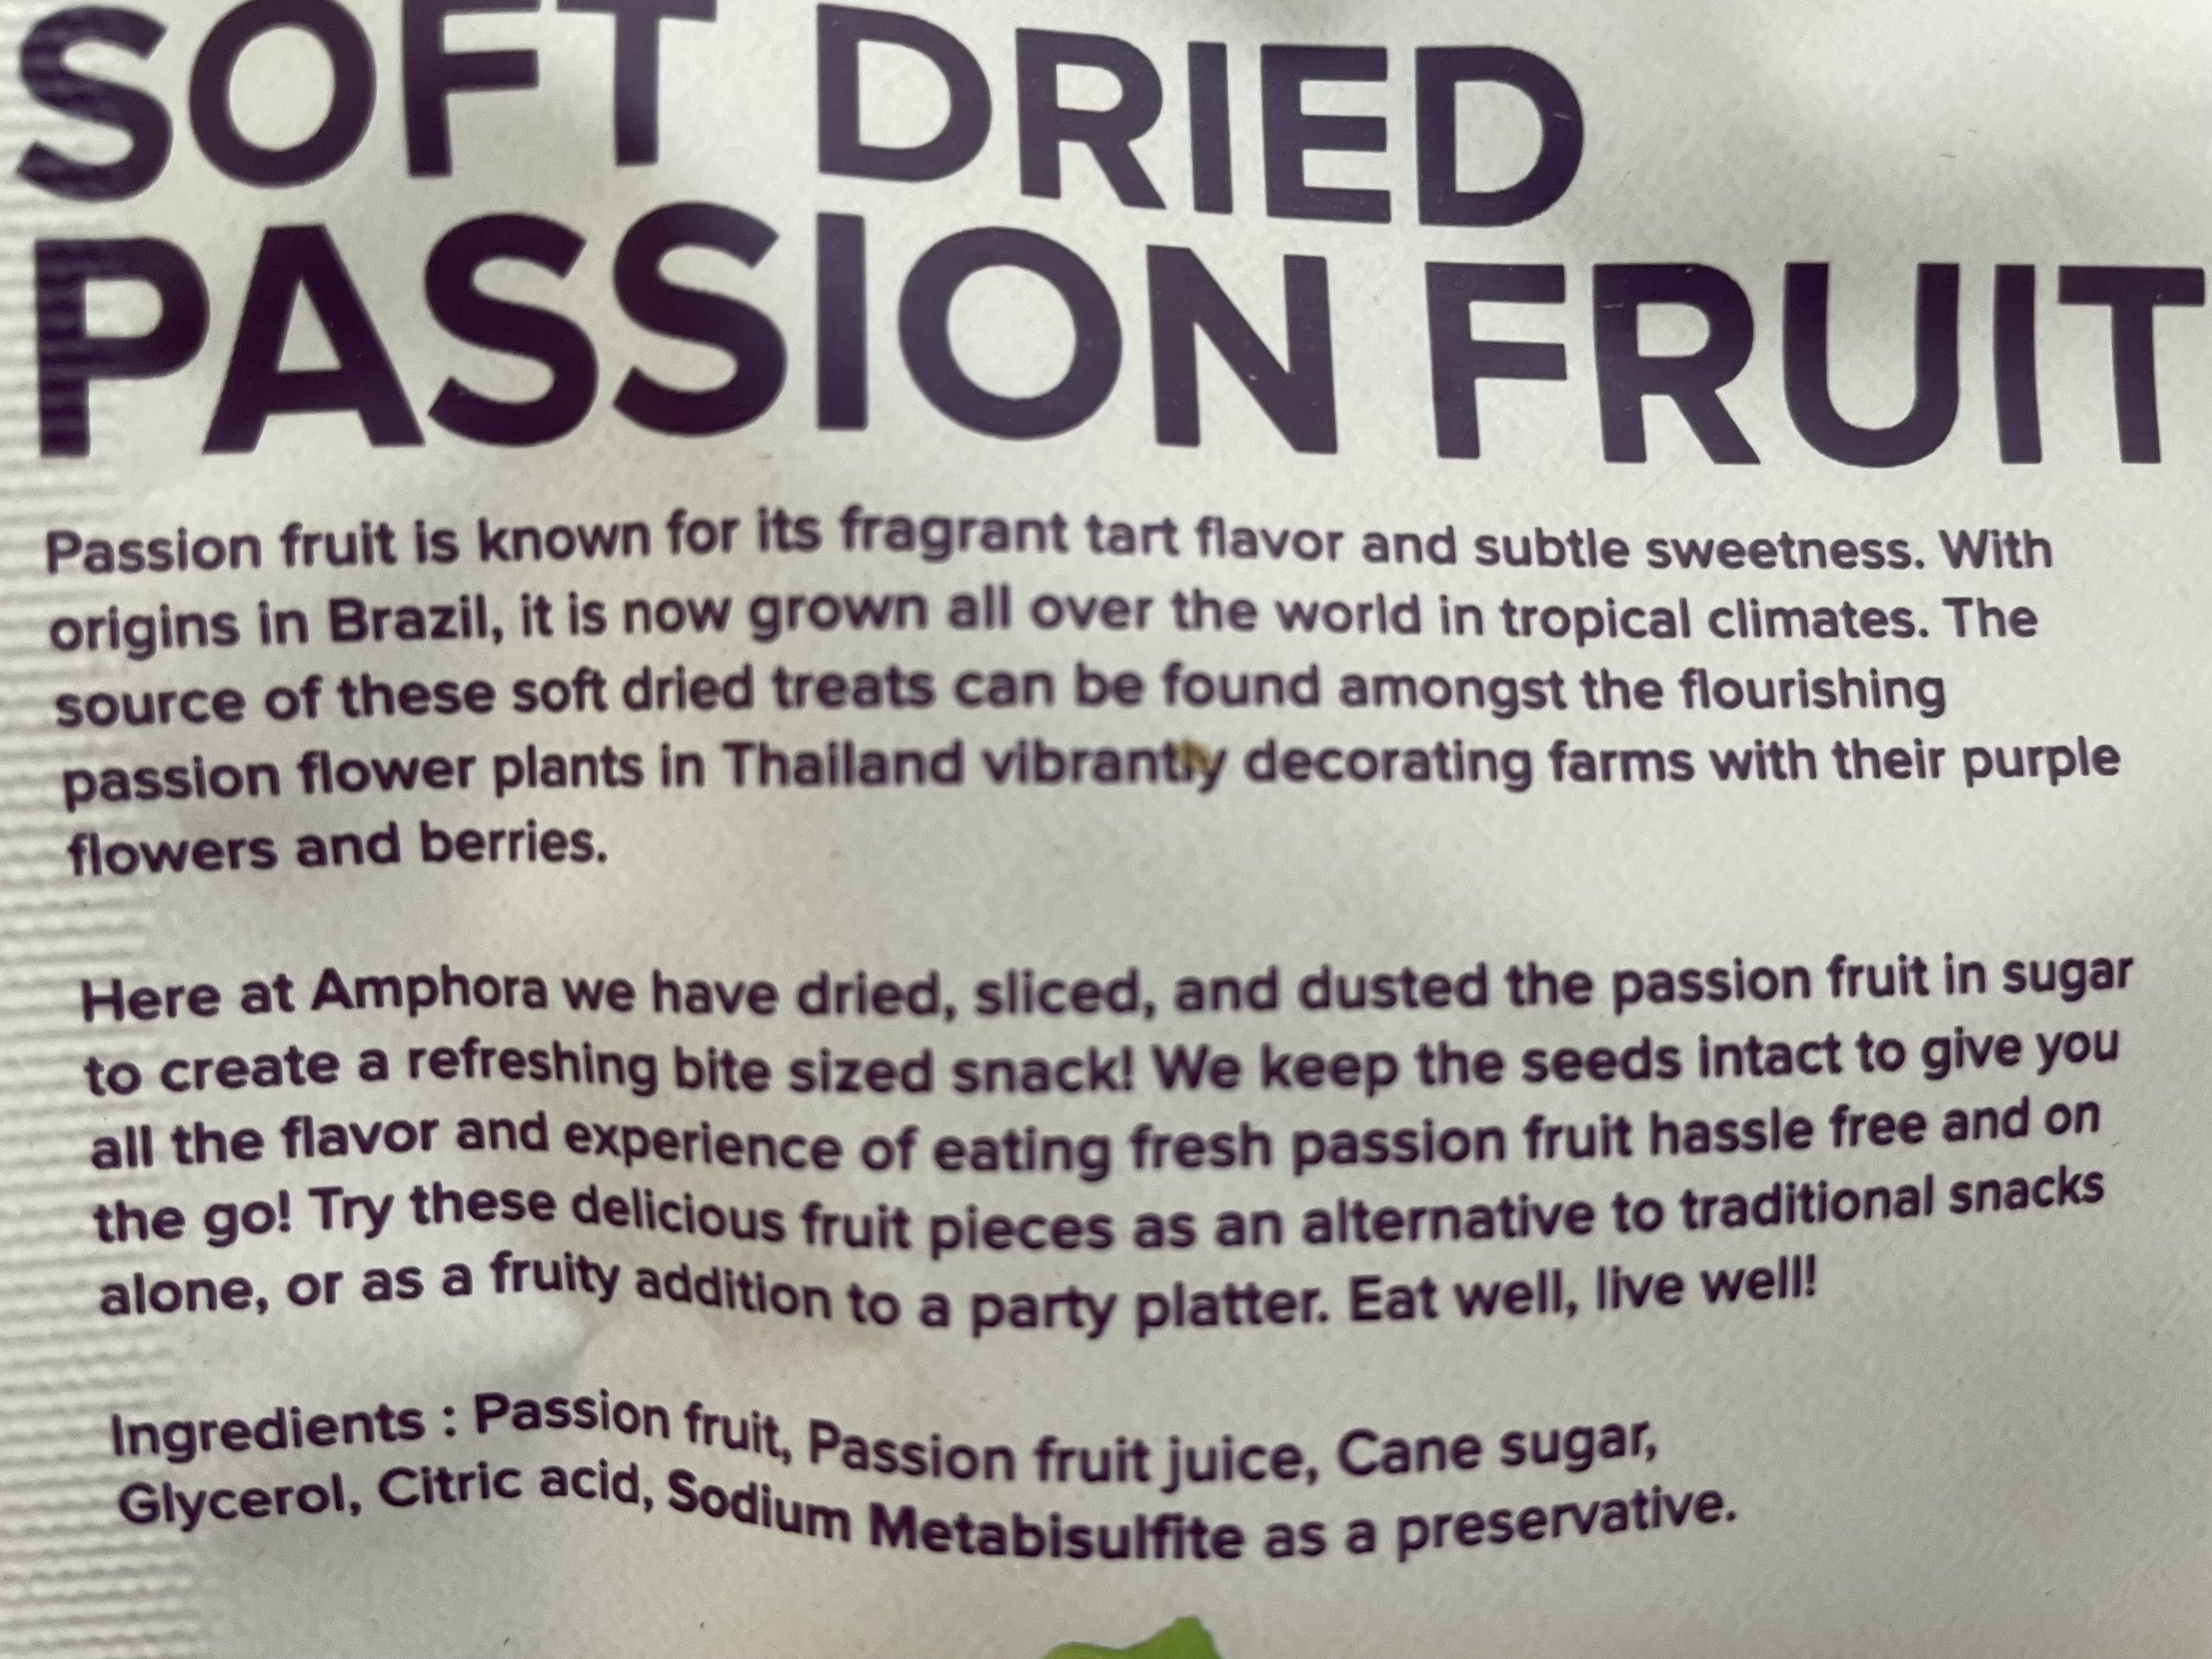 SOFT DRIED
PASSION FRUIT
Passion fruit is known for its fragrant tart flavor and subtle sweetness. With
origins in Brazil, it is now grown all over the world in tropical climates. The
source of these soft dried treats can be found amongst the flourishing
passion flower plants in Thailand vibrantly decorating farms with their purple
flowers and berries.
Here at Amphora we have dried, sliced, and dusted the passion fruit in sugar
to create a refreshing bite sized snack! We keep the seeds intact to give you
all the flavor and experience of eating fresh passion fruit hassle free and on
the go! Try these delicious fruit pieces as an alternative to traditional snacks
alone, or as a fruity addition to a party platter. Eat well, live well!
Ingredients : Passion fruit, Passion fruit juice, Cane sugar,
Glycerol, Citric acid, Sodium Metabisulfite as a preservative.